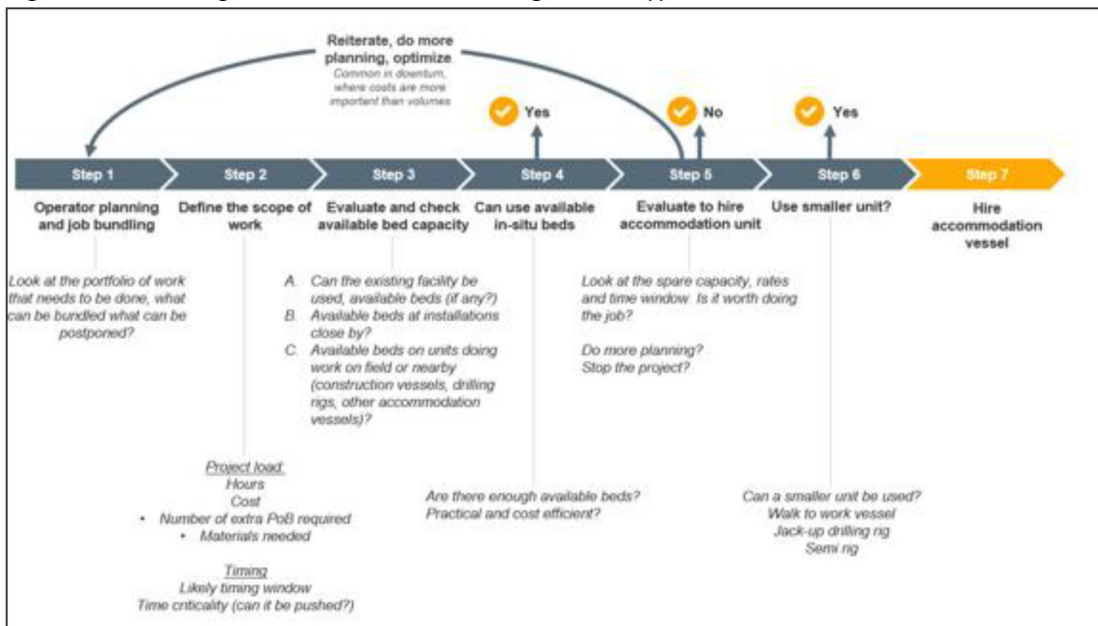 Reiterate, do more
planning, optimize
Common in downturn,
where costs are more
important than volumes
Yes
No
Yes
Step 1
Step 2
Step 3
Step 4
Step 5
Step 6
Step 7
Operator planning
and job bundling
Define the scope of
work
Evaluate and check
available bed capacity
Can use available
in-situ beds
Evaluate to hire
accommodation unit
Use smaller unit?
Hire
accommodation
vessel
Look at the portfolio of work
that needs to be done, what
can be bundled what can be
postponed?
A. Can the existing facility be
used, available beds (if any?)
B. Available beds at installations
close by?
C. Available beds on units doing
work on field or nearby
(construction vessels, drilling
rigs, other accommodation
vessels)?
Look at the spare capacity, rates
and time window. Is it worth doing
the job?
Do more planning?
Stop the project?
Project load:
Hours
Cost
• Number of extra PoB required
• Materials needed
Timing
Likely timing window
Time criticality (can it be pushed?)
Are there enough available beds?
Practical and cost efficient?
Can a smaller unit be used?
Walk to work vessel
Jack-up drilling rig
Semi rig